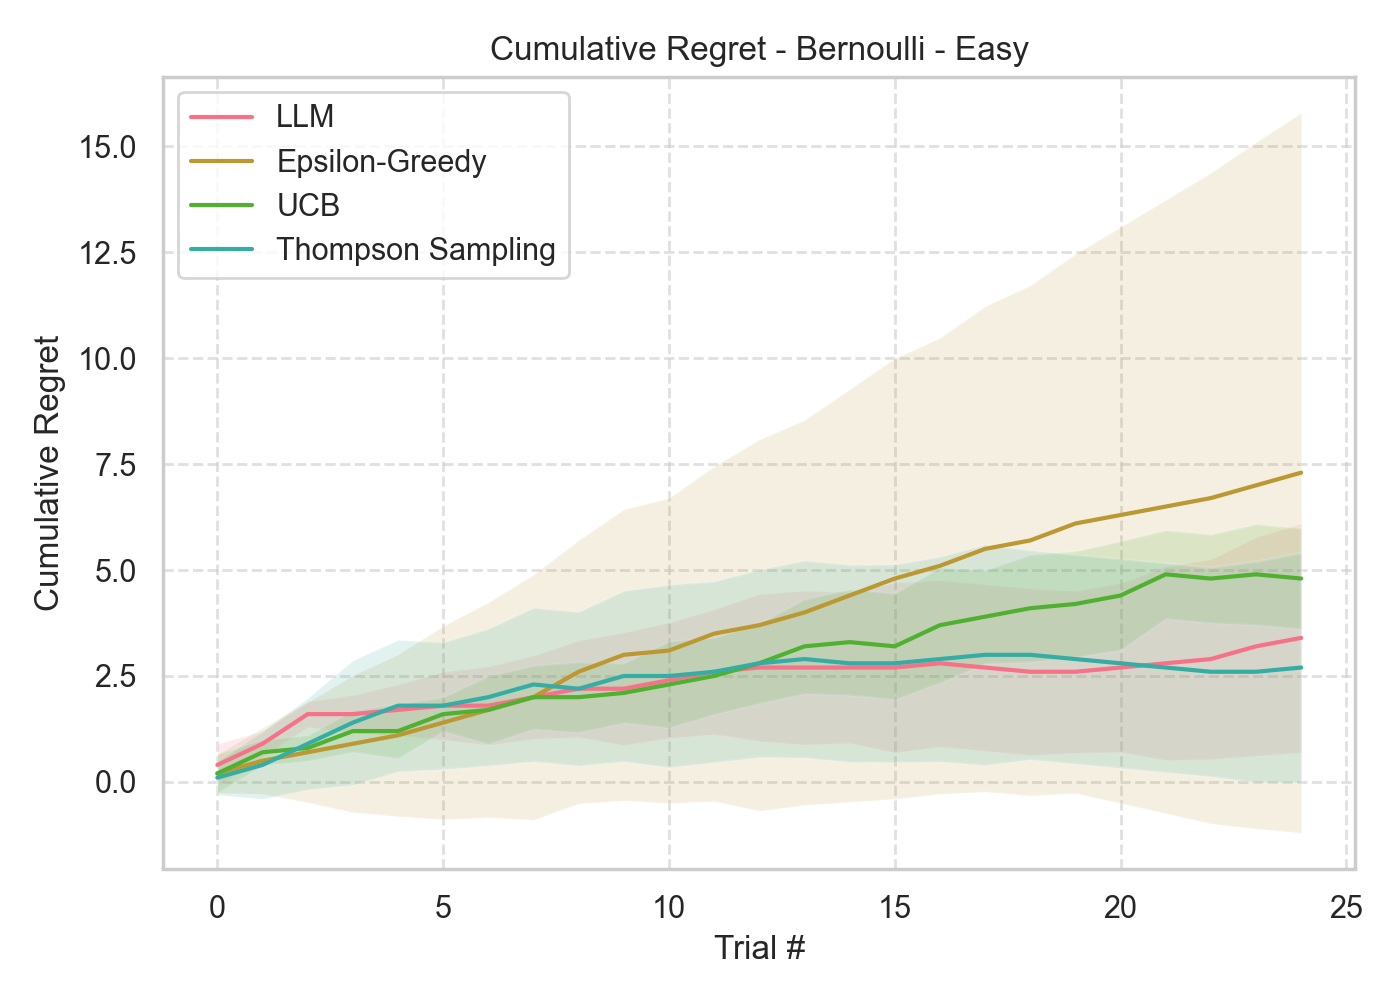 Cumulative Regret - Bernoulli - Easy
LLM
Epsilon-Greedy
UCB
Thompson Sampling
Cumulative Regret
15.0
12.5
10.0
7.5
5.0
2.5
0.0
0 5 10 15 20 25
Trial #